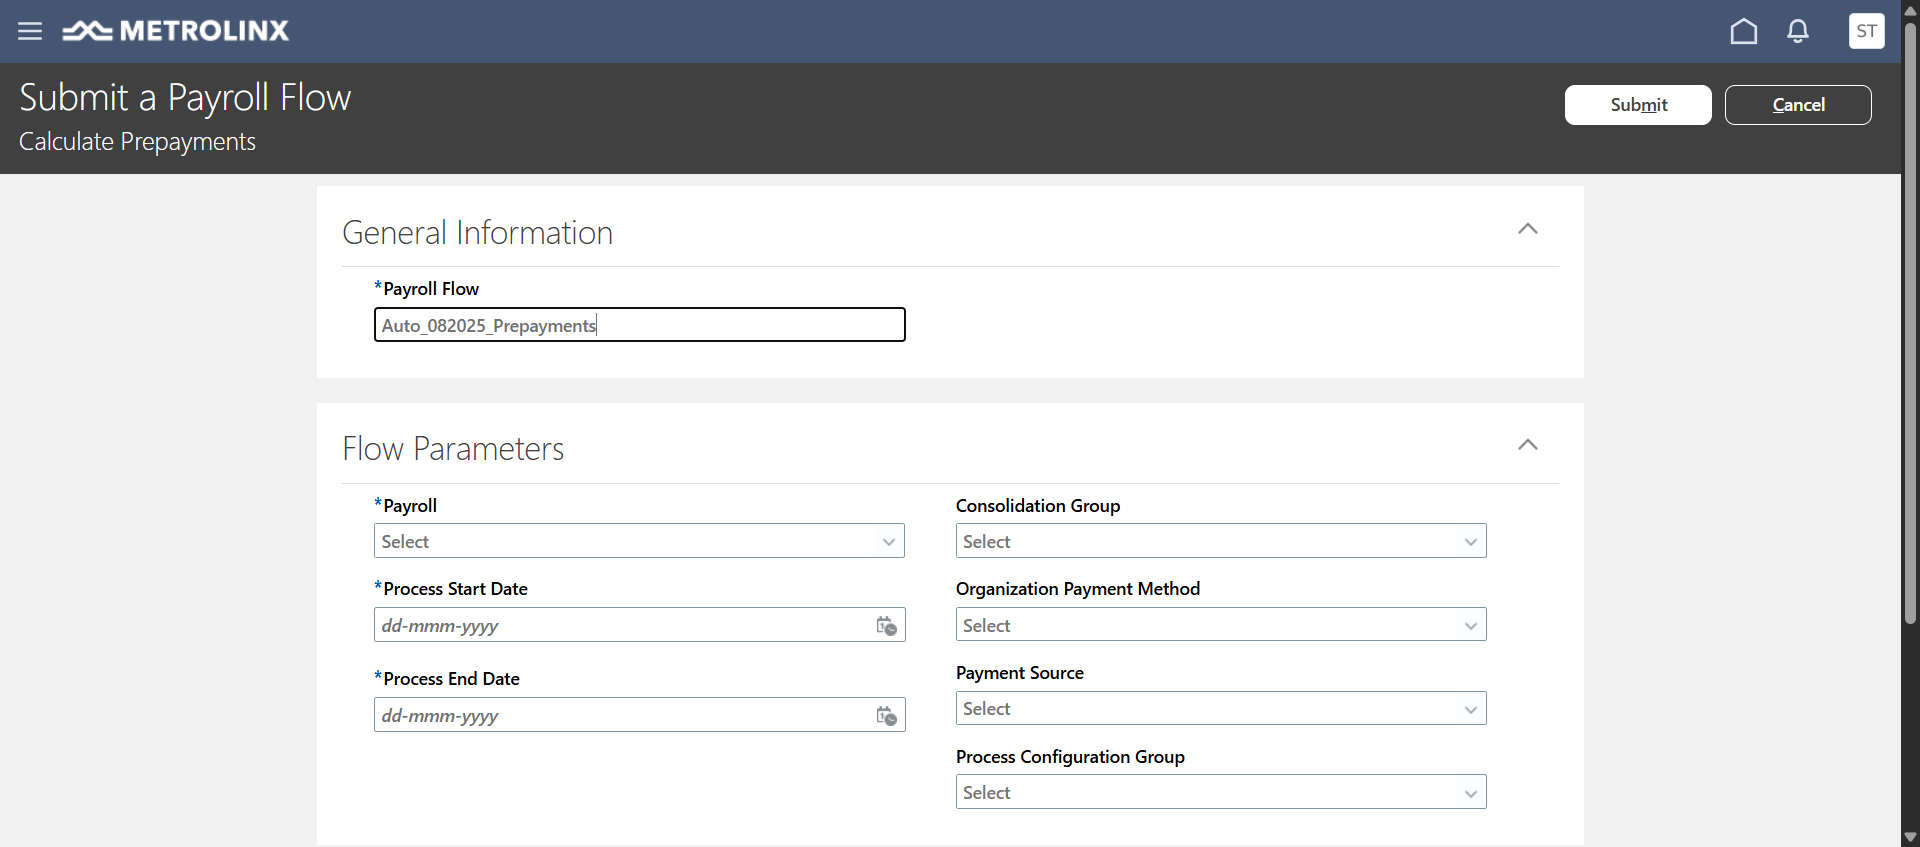 METROLINX
ST
Submit a Payroll Flow
Submit
Cancel
Calculate Prepayments
General Information
*Payroll Flow
Auto_082025_Prepayments
Flow Parameters
*Payroll
Select
*Process Start Date
dd-mmm-yyyy
*Process End Date
dd-mmm-yyyy
Consolidation Group
Select
Organization Payment Method
Select
Payment Source
Select
Process Configuration Group
Select